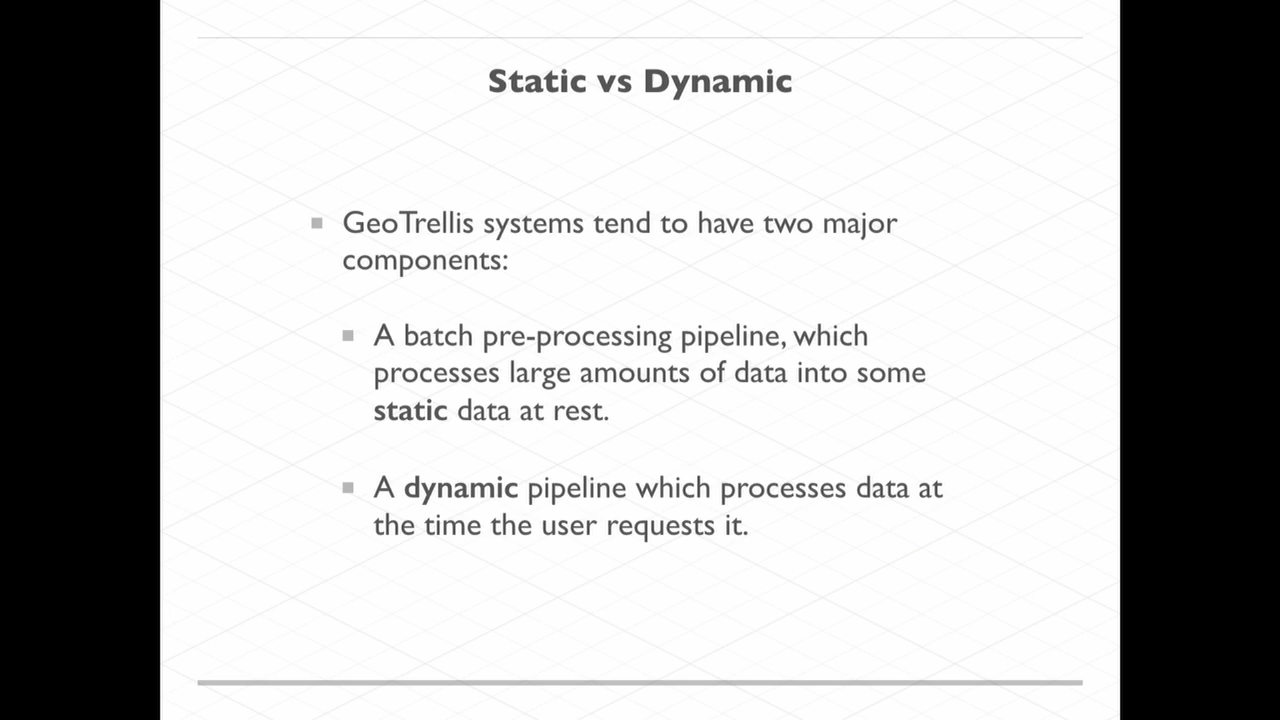 Static vs Dynamic
GeoTrellis systems tend to have two major
components:
A batch pre-processing pipeline, which
processes large amounts of data into some
static data at rest.
A dynamic pipeline which processes data at
the time the user requests it.